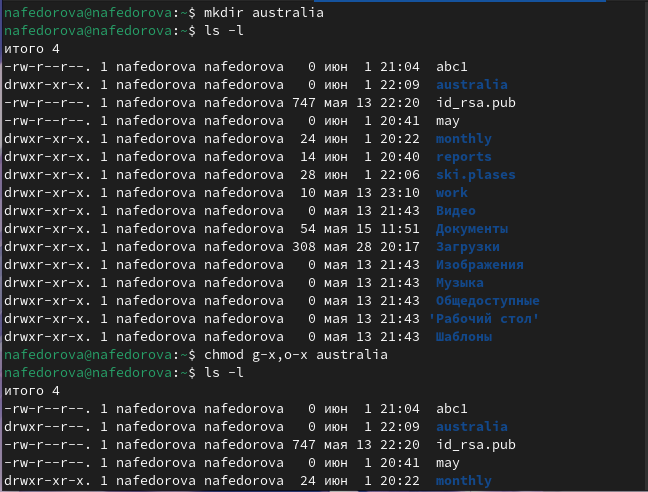 nafedorova@nafedorova:~$ mkdir australia
nafedorova@nafedorova:~$ ls -l
итого 4
-rw-r--r--. 1 nafedorova nafedorova   0 июн  1 21:04  abc1
drwxr-xr-x. 1 nafedorova nafedorova   0 июн  1 22:09  australia
-rw-r--r--. 1 nafedorova nafedorova 747 мая 13 22:20  id_rsa.pub
-rw-r--r--. 1 nafedorova nafedorova   0 июн  1 20:41  may
drwxr-xr-x. 1 nafedorova nafedorova  24 июн  1 20:22  monthly
drwxr-xr-x. 1 nafedorova nafedorova  14 июн  1 20:40  reports
drwxr-xr-x. 1 nafedorova nafedorova  28 июн  1 22:06  ski.plases
drwxr-xr-x. 1 nafedorova nafedorova  10 мая 13 23:10  work
drwxr-xr-x. 1 nafedorova nafedorova   0 мая 13 21:43  Видео
drwxr-xr-x. 1 nafedorova nafedorova  54 мая 15 11:51  Документы
drwxr-xr-x. 1 nafedorova nafedorova 308 мая 28 20:17  Загрузки
drwxr-xr-x. 1 nafedorova nafedorova   0 мая 13 21:43  Изображения
drwxr-xr-x. 1 nafedorova nafedorova   0 мая 13 21:43  Музыка
drwxr-xr-x. 1 nafedorova nafedorova   0 мая 13 21:43  Общедоступные
drwxr-xr-x. 1 nafedorova nafedorova   0 мая 13 21:43 'Рабочий стол'
drwxr-xr-x. 1 nafedorova nafedorova   0 мая 13 21:43  Шаблоны
nafedorova@nafedorova:~$ chmod g-x,o-x australia
nafedorova@nafedorova:~$ ls -l
итого 4
-rw-r--r--. 1 nafedorova nafedorova   0 июн  1 21:04  abc1
drwxr--r--. 1 nafedorova nafedorova   0 июн  1 22:09  australia
-rw-r--r--. 1 nafedorova nafedorova 747 мая 13 22:20  id_rsa.pub
-rw-r--r--. 1 nafedorova nafedorova   0 июн  1 20:41  may
drwxr-xr-x. 1 nafedorova nafedorova  24 июн  1 20:22  monthly